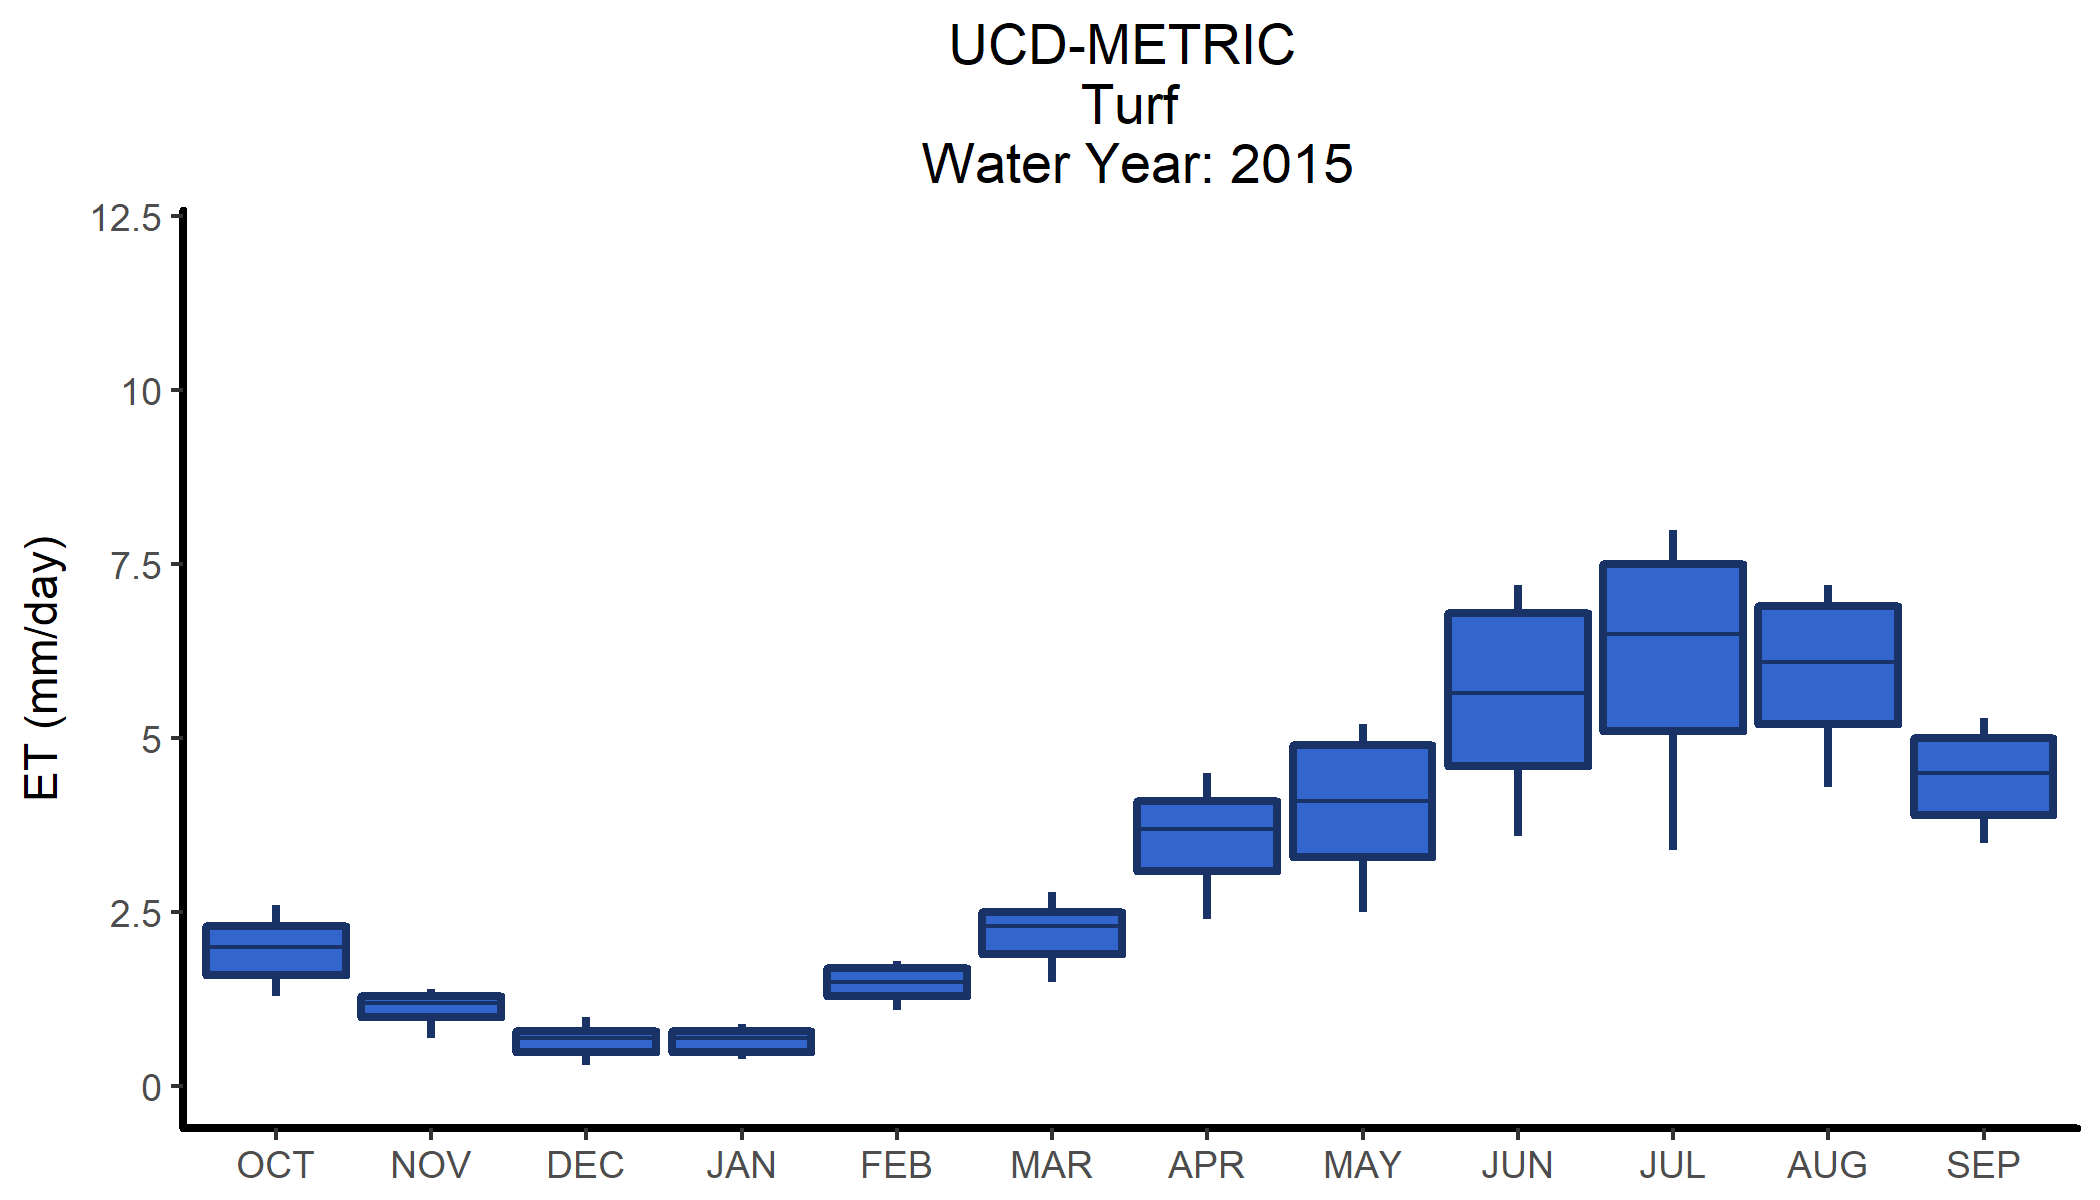 UCD-METRIC
Turf
Water Year: 2015
ET (mm/day)
12.5
10
7.5
5
2.5
0
OCT NOV DEC JAN FEB MAR APR MAY JUN JUL AUG SEP